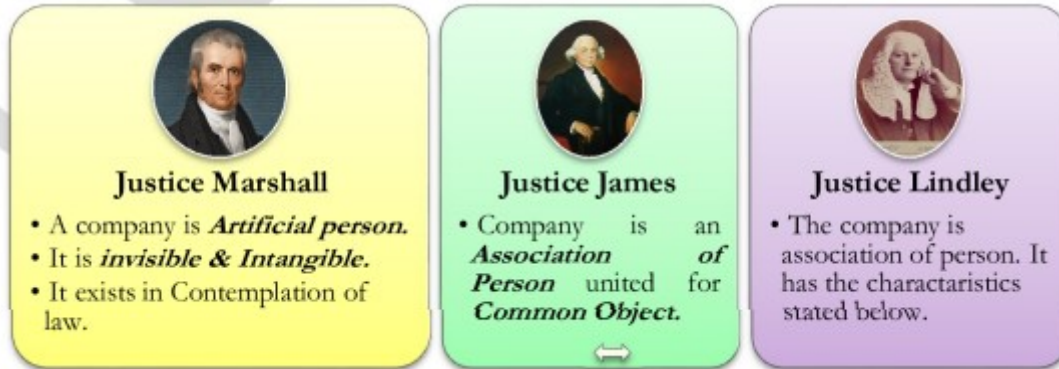 Justice Marshall
• A company is Artificial person.
• It is invisible & Intangible.
• It exists in Contemplation of
law.
Justice James
• Company is an
Association of
Person united for
Common Object.
Justice Lindley
• The company is
association of person. It
has the charactaristics
stated below.